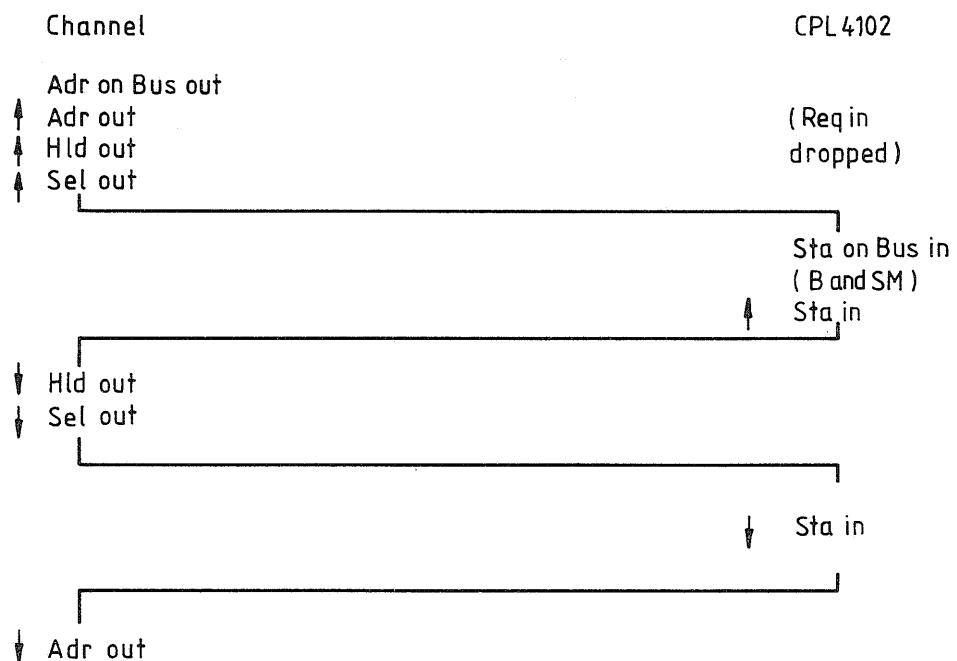 Channel CPL 4102
Adr on Bus out
Adr out (Req in
Hld out dropped)
Sel out
Sta on Bus in
( B and SM )
Sta in
Hld out
Sel out
Sta in
Adr out